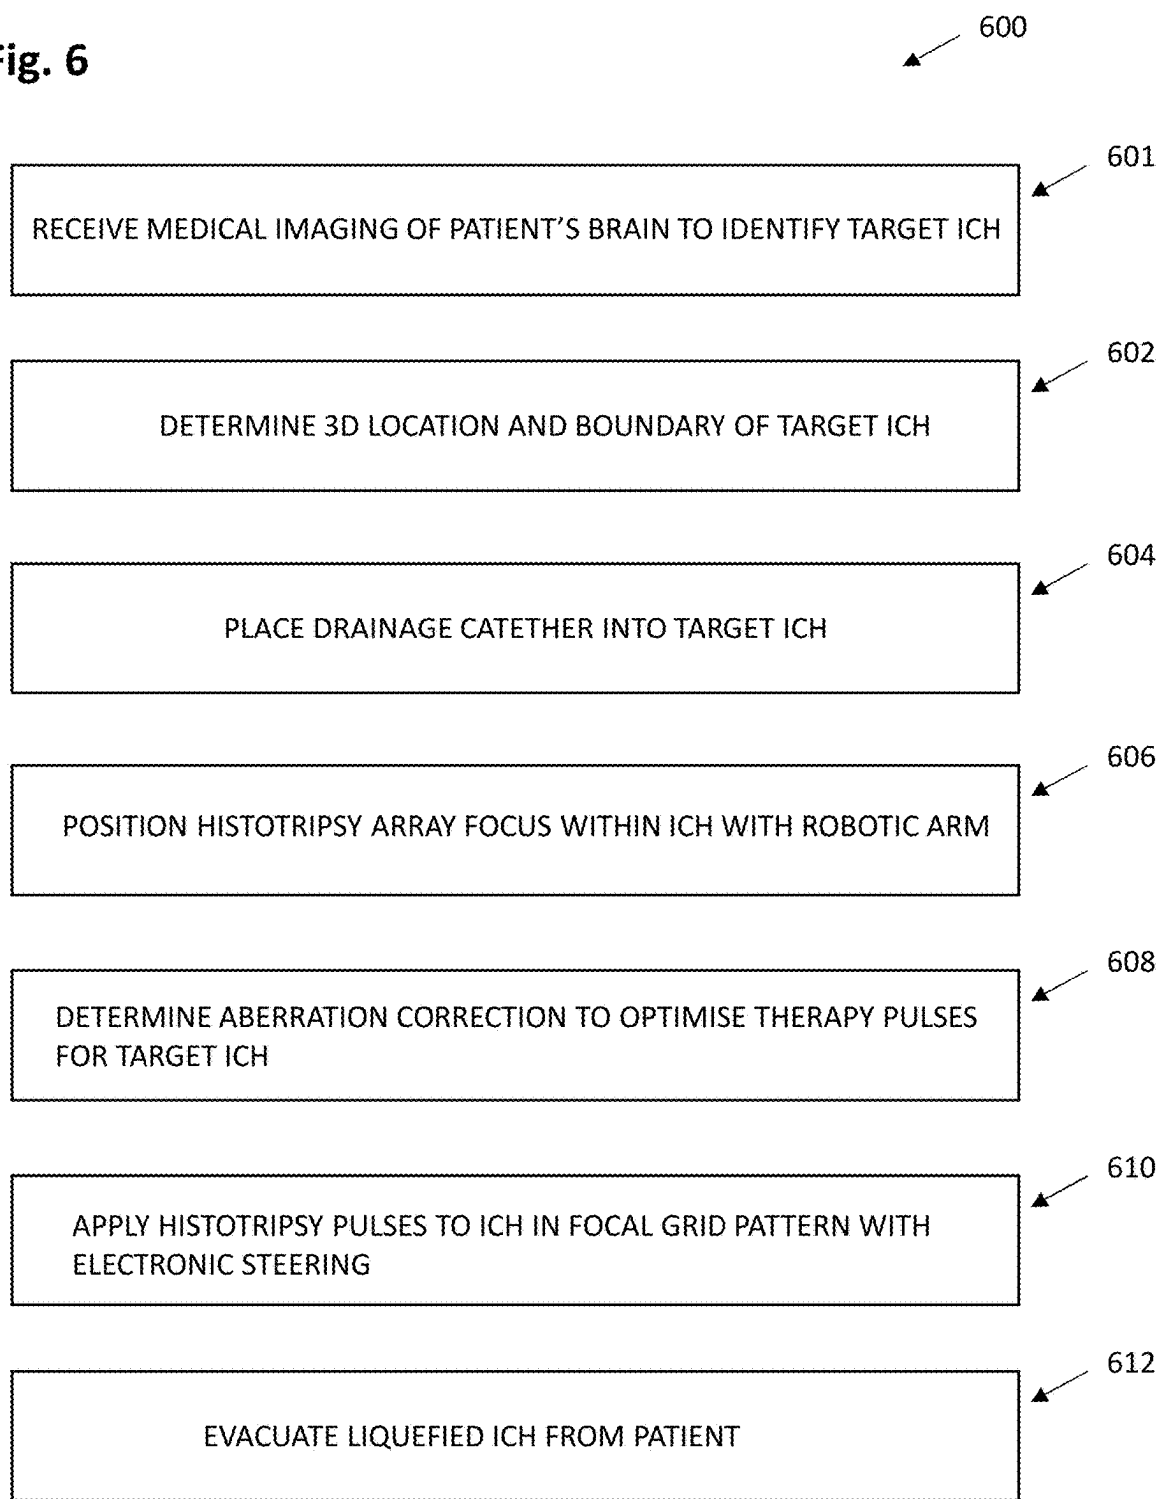 ig. 6
600
601
RECEIVE MEDICAL IMAGING OF PATIENT'S BRAIN TO IDENTIFY TARGET ICH
602
DETERMINE 3D LOCATION AND BOUNDARY OF TARGET ICH
604
PLACE DRAINAGE CATETHER INTO TARGET ICH
606
POSITION HISTOTRIPSY ARRAY FOCUS WITHIN ICH WITH ROBOTIC ARM
608
DETERMINE ABERRATION CORRECTION TO OPTIMISE THERAPY PULSES
FOR TARGET ICH
610
APPLY HISTOTRIPSY PULSES TO ICH IN FOCAL GRID PATTERN WITH
ELECTRONIC STEERING
612
EVACUATE LIQUEFIED ICH FROM PATIENT